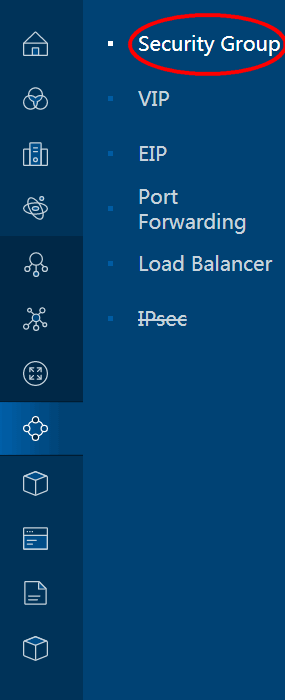 Security Group
VIP
EIP
Port
Forwarding
Load Balancer
IPsec